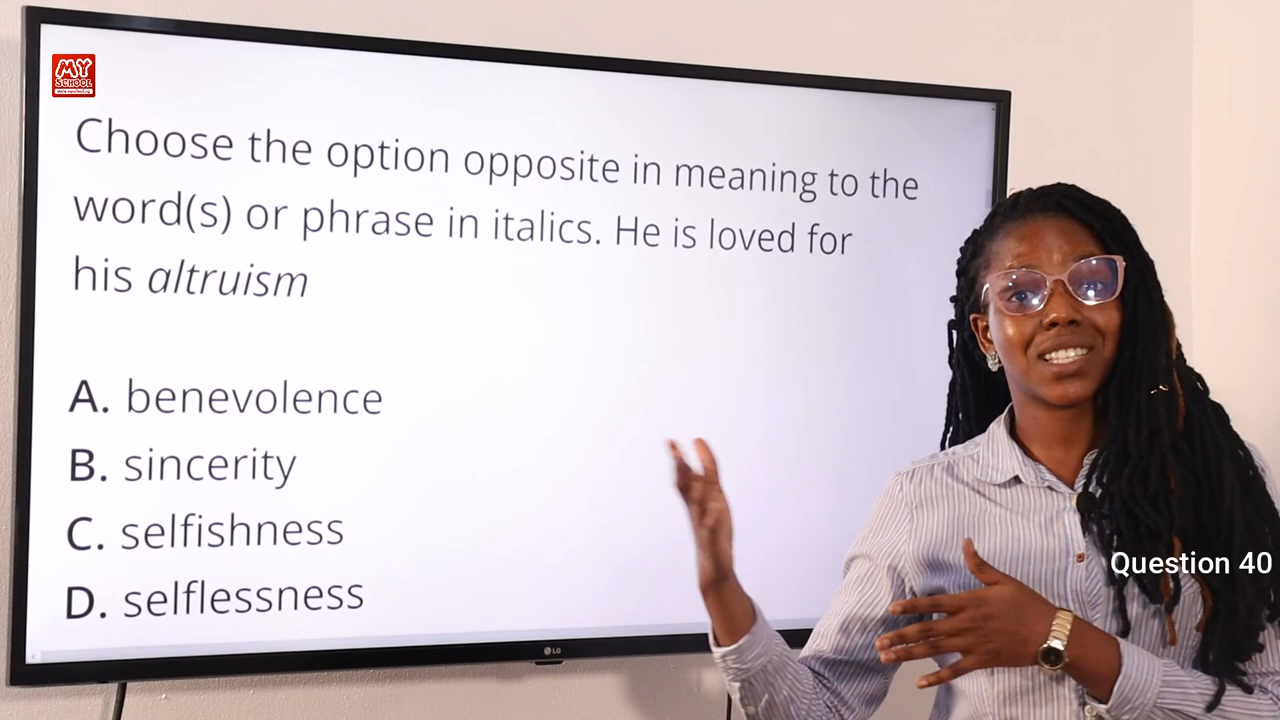 MY
SCHOOL
Choose the option opposite in meaning to the
word(s) or phrase in italics. He is loved for
his altruism
A. benevolence
B. sincerity
C. selfishness
D. selflessness
Question 40
LG